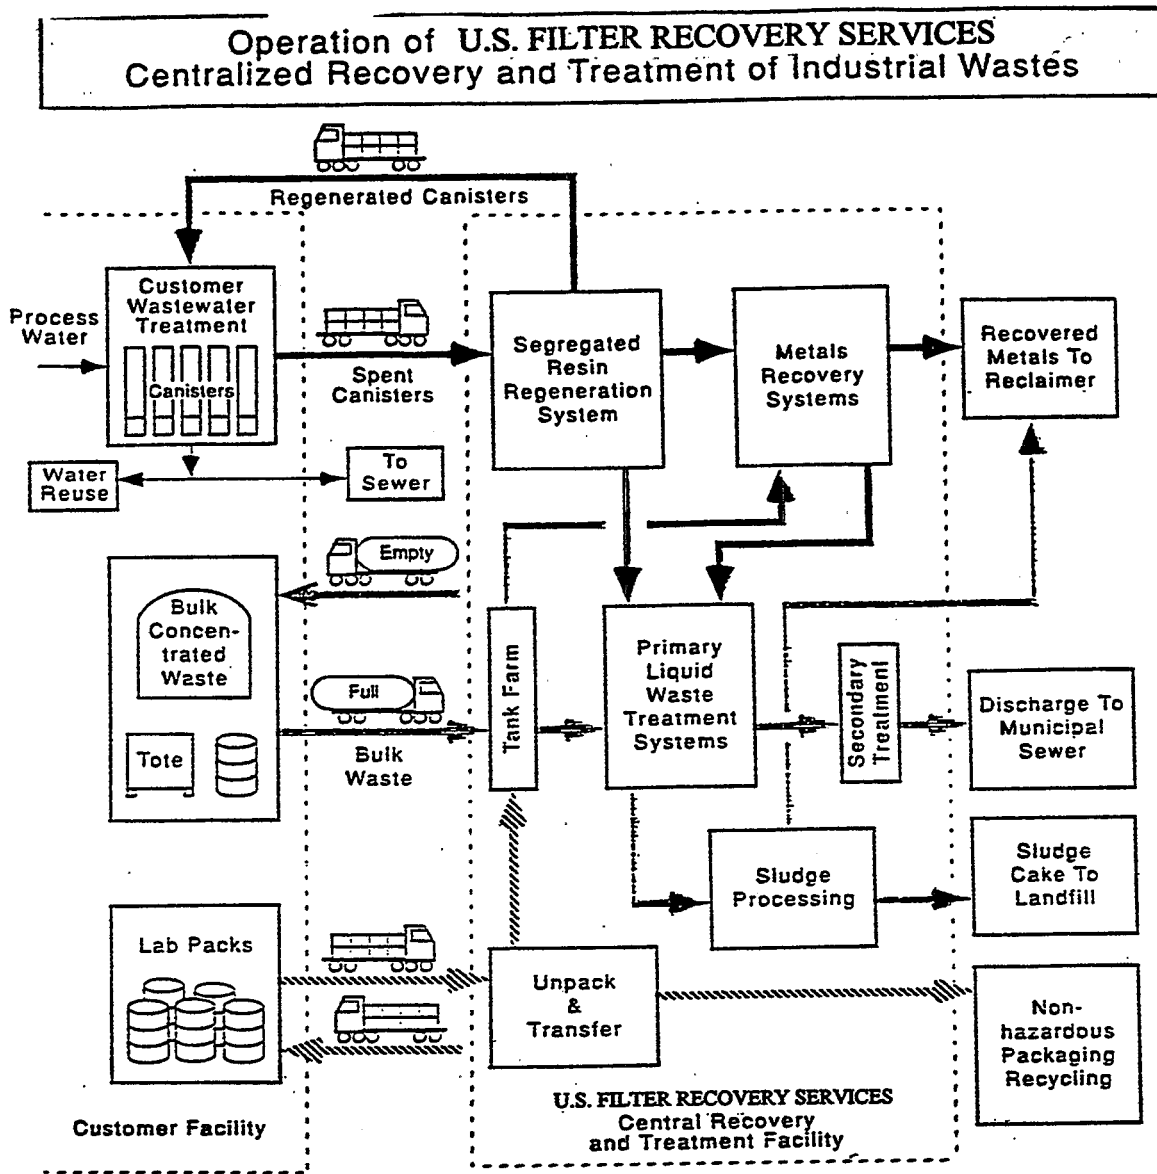 Operation of U.S. FILTER RECOVERY SERVICES
Centralized Recovery and Treatment of Industrial Wastes
Regenerated Canisters
Customer
Wastewater
Treatment
Canisters
Process
Water
Spent
Canisters
Segregated
Resin
Regeneration
System
Metals
Recovery
Systems
Recovered
Metals To
Reclaimer
Water
Reuse
To
Sewer
Empty
Bulk
Concen-
trated
Waste
Tote
Full
Bulk
Waste
Tank Farm
Primary
Liquid
Waste
Treatment
Systems
Secondary
Treatment
Discharge To
Municipal
Sewer
Sludge
Processing
Sludge
Cake To
Landfill
Lab Packs
Unpack
&
Transfer
Non-
hazardous
Packaging
Recycling
Customer Facility
U.S. FILTER RECOVERY SERVICES
Central Recovery
and Treatment Facility